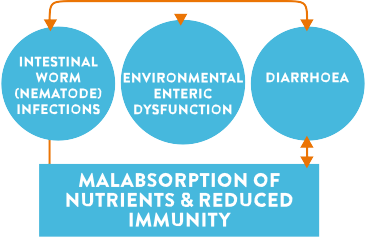 INTESTINAL
WORM
(NEMATODE)
INFECTIONS
ENVIRONMENTAL
ENTERIC
DYSFUNCTION
DIARRHOEA
MALABSORPTION OF
NUTRIENTS & REDUCED
IMMUNITY